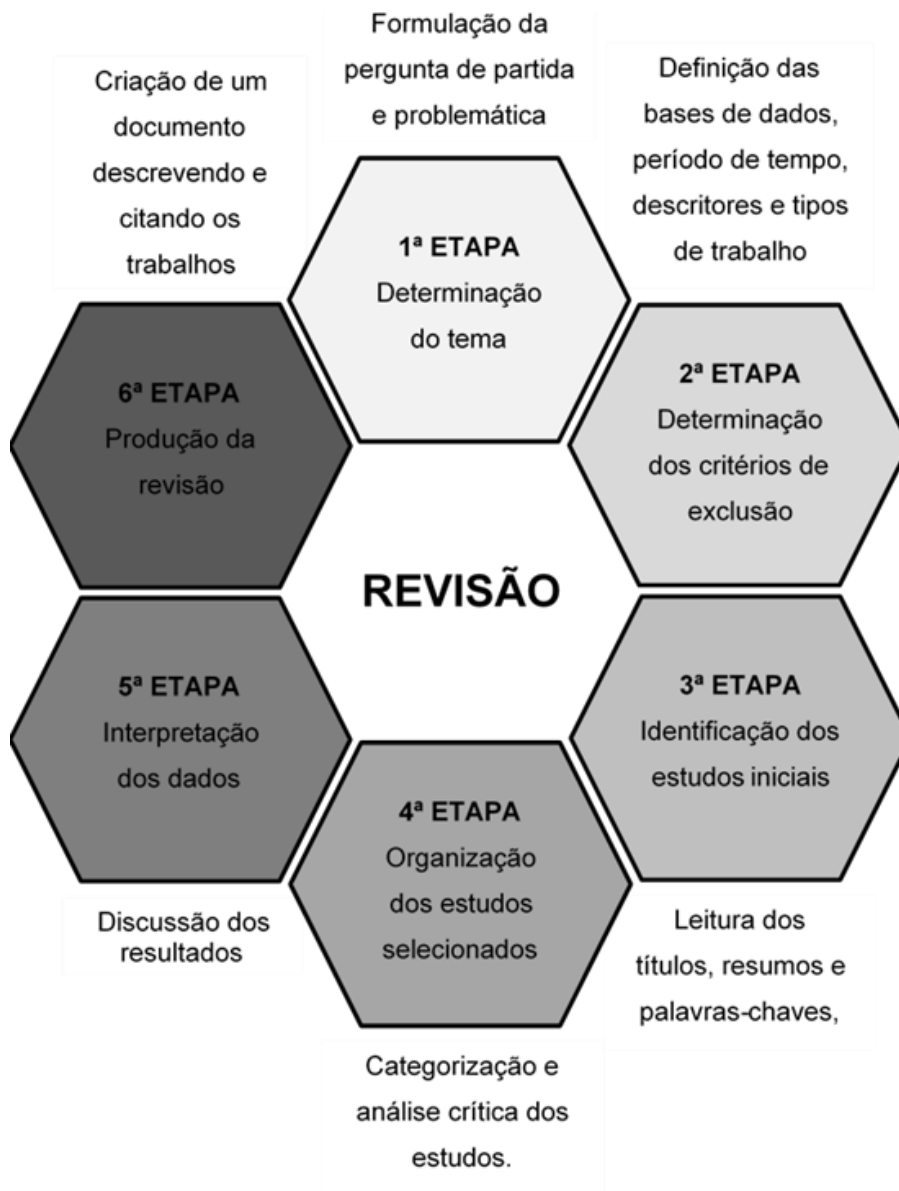 Formulação da
pergunta de partida
e problemática
1ª ETAPA
Determinação
do tema
Definição das
bases de dados,
período de tempo,
descritores e tipos
de trabalho
2ª ETAPA
Determinação
dos critérios de
exclusão
3ª ETAPA
Identificação dos
estudos iniciais
Leitura dos
títulos, resumos e
palavras-chaves,
4ª ETAPA
Organização
dos estudos
selecionados
Categorização e
análise crítica dos
estudos.
5ª ETAPA
Interpretação
dos dados
Discussão dos
resultados
6ª ETAPA
Produção da
revisão
Criação de um
documento
descrevendo e
citando os
trabalhos
REVISÃO